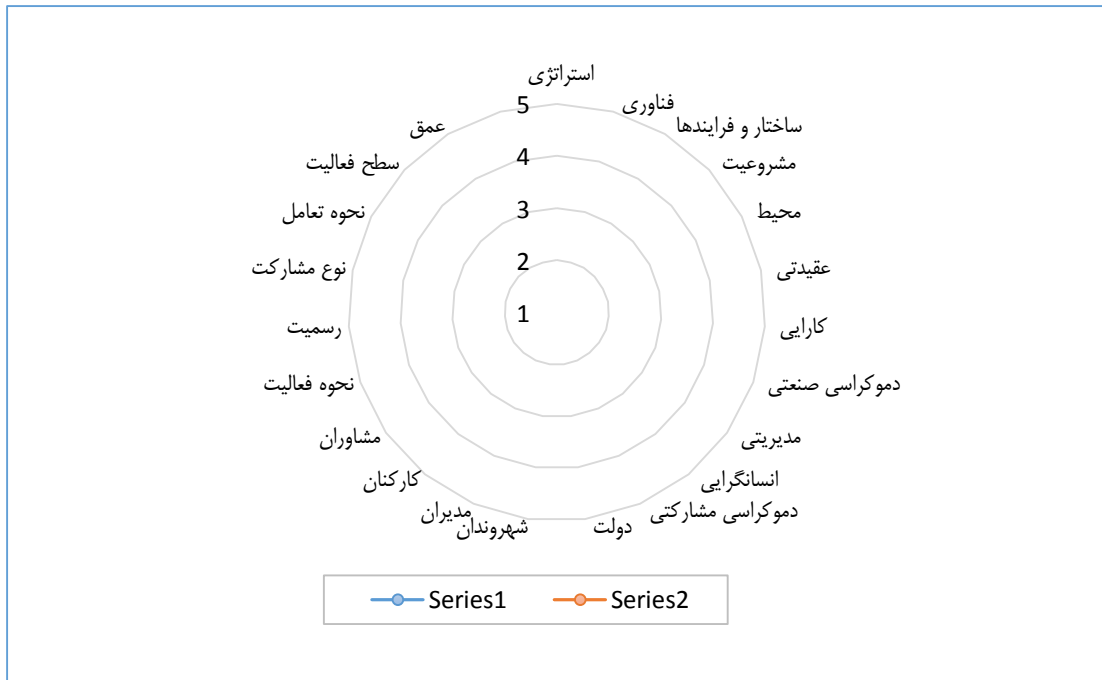 استراتژی
فناوری
ساختار و فرایندها
مشروعیت
محیط
عقیدتی
کارایی
دموکراسی صنعتی
مدیریتی
انسانگرایی
دموکراسی مشارکتی
دولت
شهروندان
مدیران
کارکنان
مشاوران
نحوه فعالیت
رسمیت
نوع مشارکت
نحوه تعامل
سطح فعالیت
عمق
5
4
3
2
1
Series1
Series2